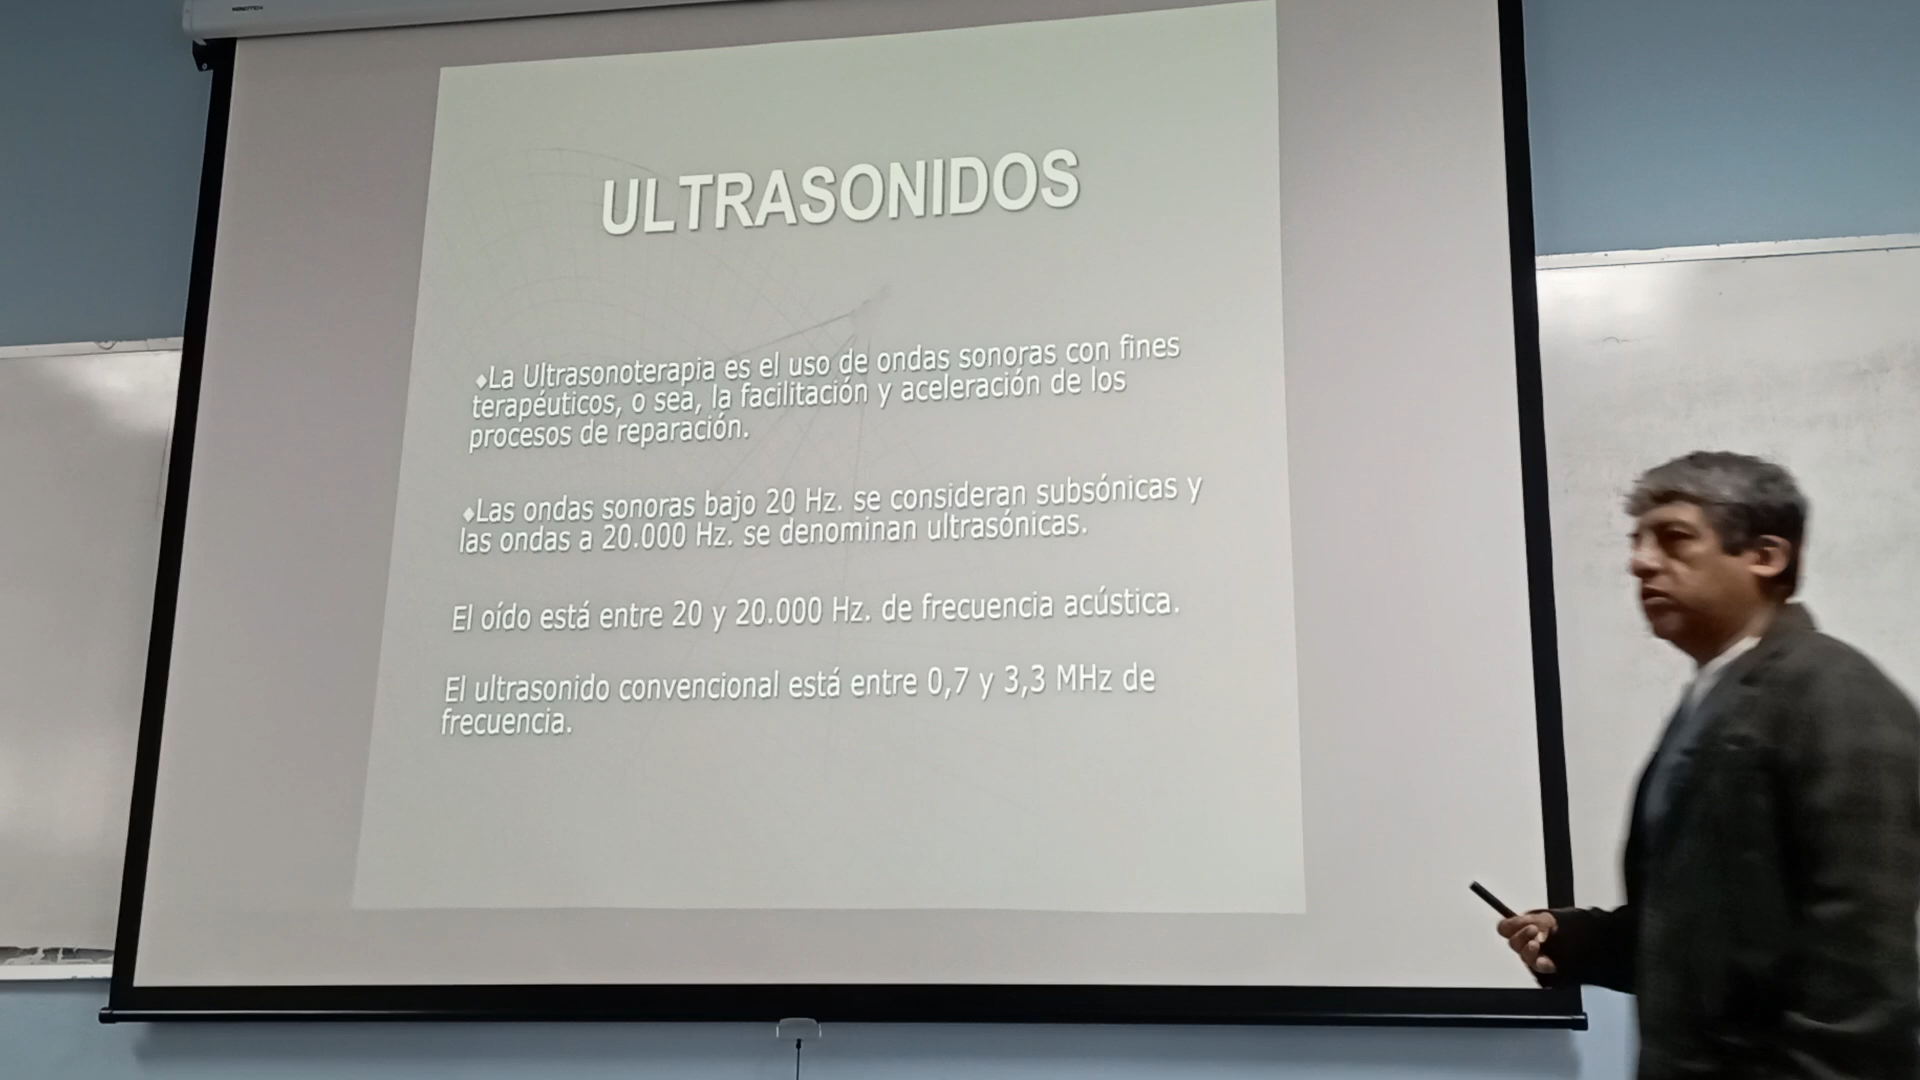 ULTRASONIDOS
♦La Ultrasonoterapia es el uso de ondas sonoras con fines
terapéuticos, o sea, la facilitación y aceleración de los
procesos de reparación.
♦Las ondas sonoras bajo 20 Hz. se consideran subsónicas y
las ondas a 20.000 Hz. se denominan ultrasónicas.
El oído está entre 20 y 20.000 Hz. de frecuencia acústica.
El ultrasonido convencional está entre 0,7 y 3,3 MHz de
frecuencia.